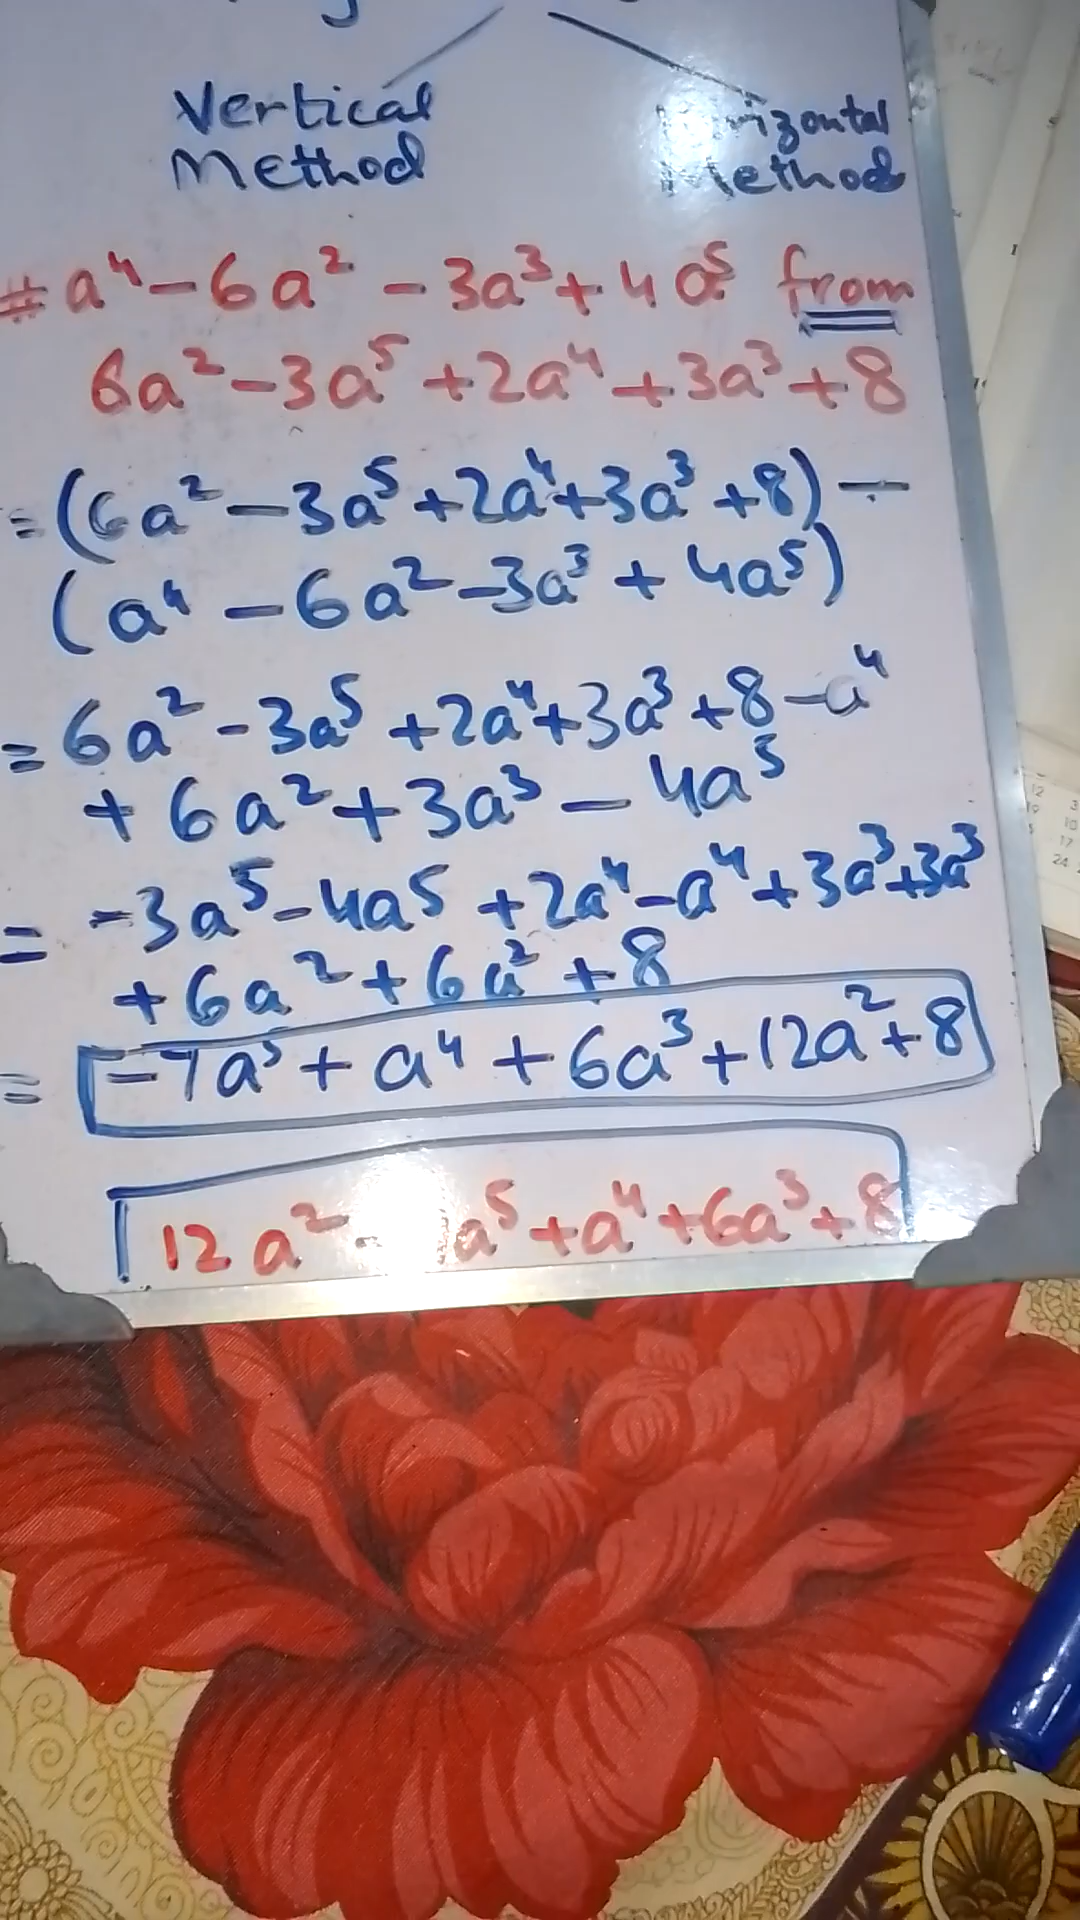 Vertical
Method
Horizontal
Method
# a⁴ - 6a² - 3a³ + 4a⁵ from
6a² - 3a⁵ + 2a⁴ + 3a³ + 8
= (6a² - 3a⁵ + 2a⁴ + 3a³ + 8) -
(a⁴ - 6a² - 3a³ + 4a⁵)
= 6a² - 3a⁵ + 2a⁴ + 3a³ + 8 - a⁴
+ 6a² + 3a³ - 4a⁵
= - 3a⁵ - 4a⁵ + 2a⁴ - a⁴ + 3a³ + 3a³
+ 6a² + 6a² + 8
= - 7a⁵ + a⁴ + 6a³ + 12a² + 8
12a² - a⁵ + a⁴ + 6a³ + 8